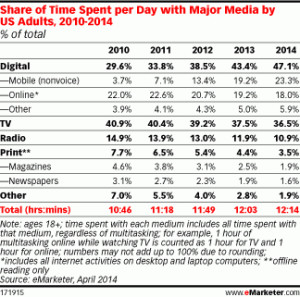 Share of Time Spent per Day with Major Media by
US Adults, 2010-2014
% of total
2010 2011 2012 2013 2014
Digital 29.6% 33.8% 38.5% 43.4% 47.1%
—Mobile (nonvoice) 3.7% 7.1% 13.4% 19.2% 23.3%
—Online* 22.0% 22.6% 20.7% 19.2% 18.0%
—Other 3.9% 4.1% 4.3% 5.0% 5.9%
TV 40.9% 40.4% 39.2% 37.5% 36.5%
Radio 14.9% 13.9% 13.0% 11.9% 10.9%
Print** 7.7% 6.5% 5.4% 4.4% 3.5%
—Magazines 4.6% 3.8% 3.1% 2.5% 1.9%
—Newspapers 3.1% 2.7% 2.3% 1.9% 1.6%
Other 7.0% 5.5% 4.0% 2.8% 1.9%
Total (hrs:mins) 10:46 11:18 11:49 12:03 12:14
Note: ages 18+; time spent with each medium includes all time spent with
that medium, regardless of multitasking; for example, 1 hour of
multitasking online while watching TV is counted as 1 hour for TV and 1
hour for online; numbers may not add up to 100% due to rounding;
*includes all internet activities on desktop and laptop computers; **offline
reading only
Source: eMarketer, April 2014
171915 www.eMarketer.com